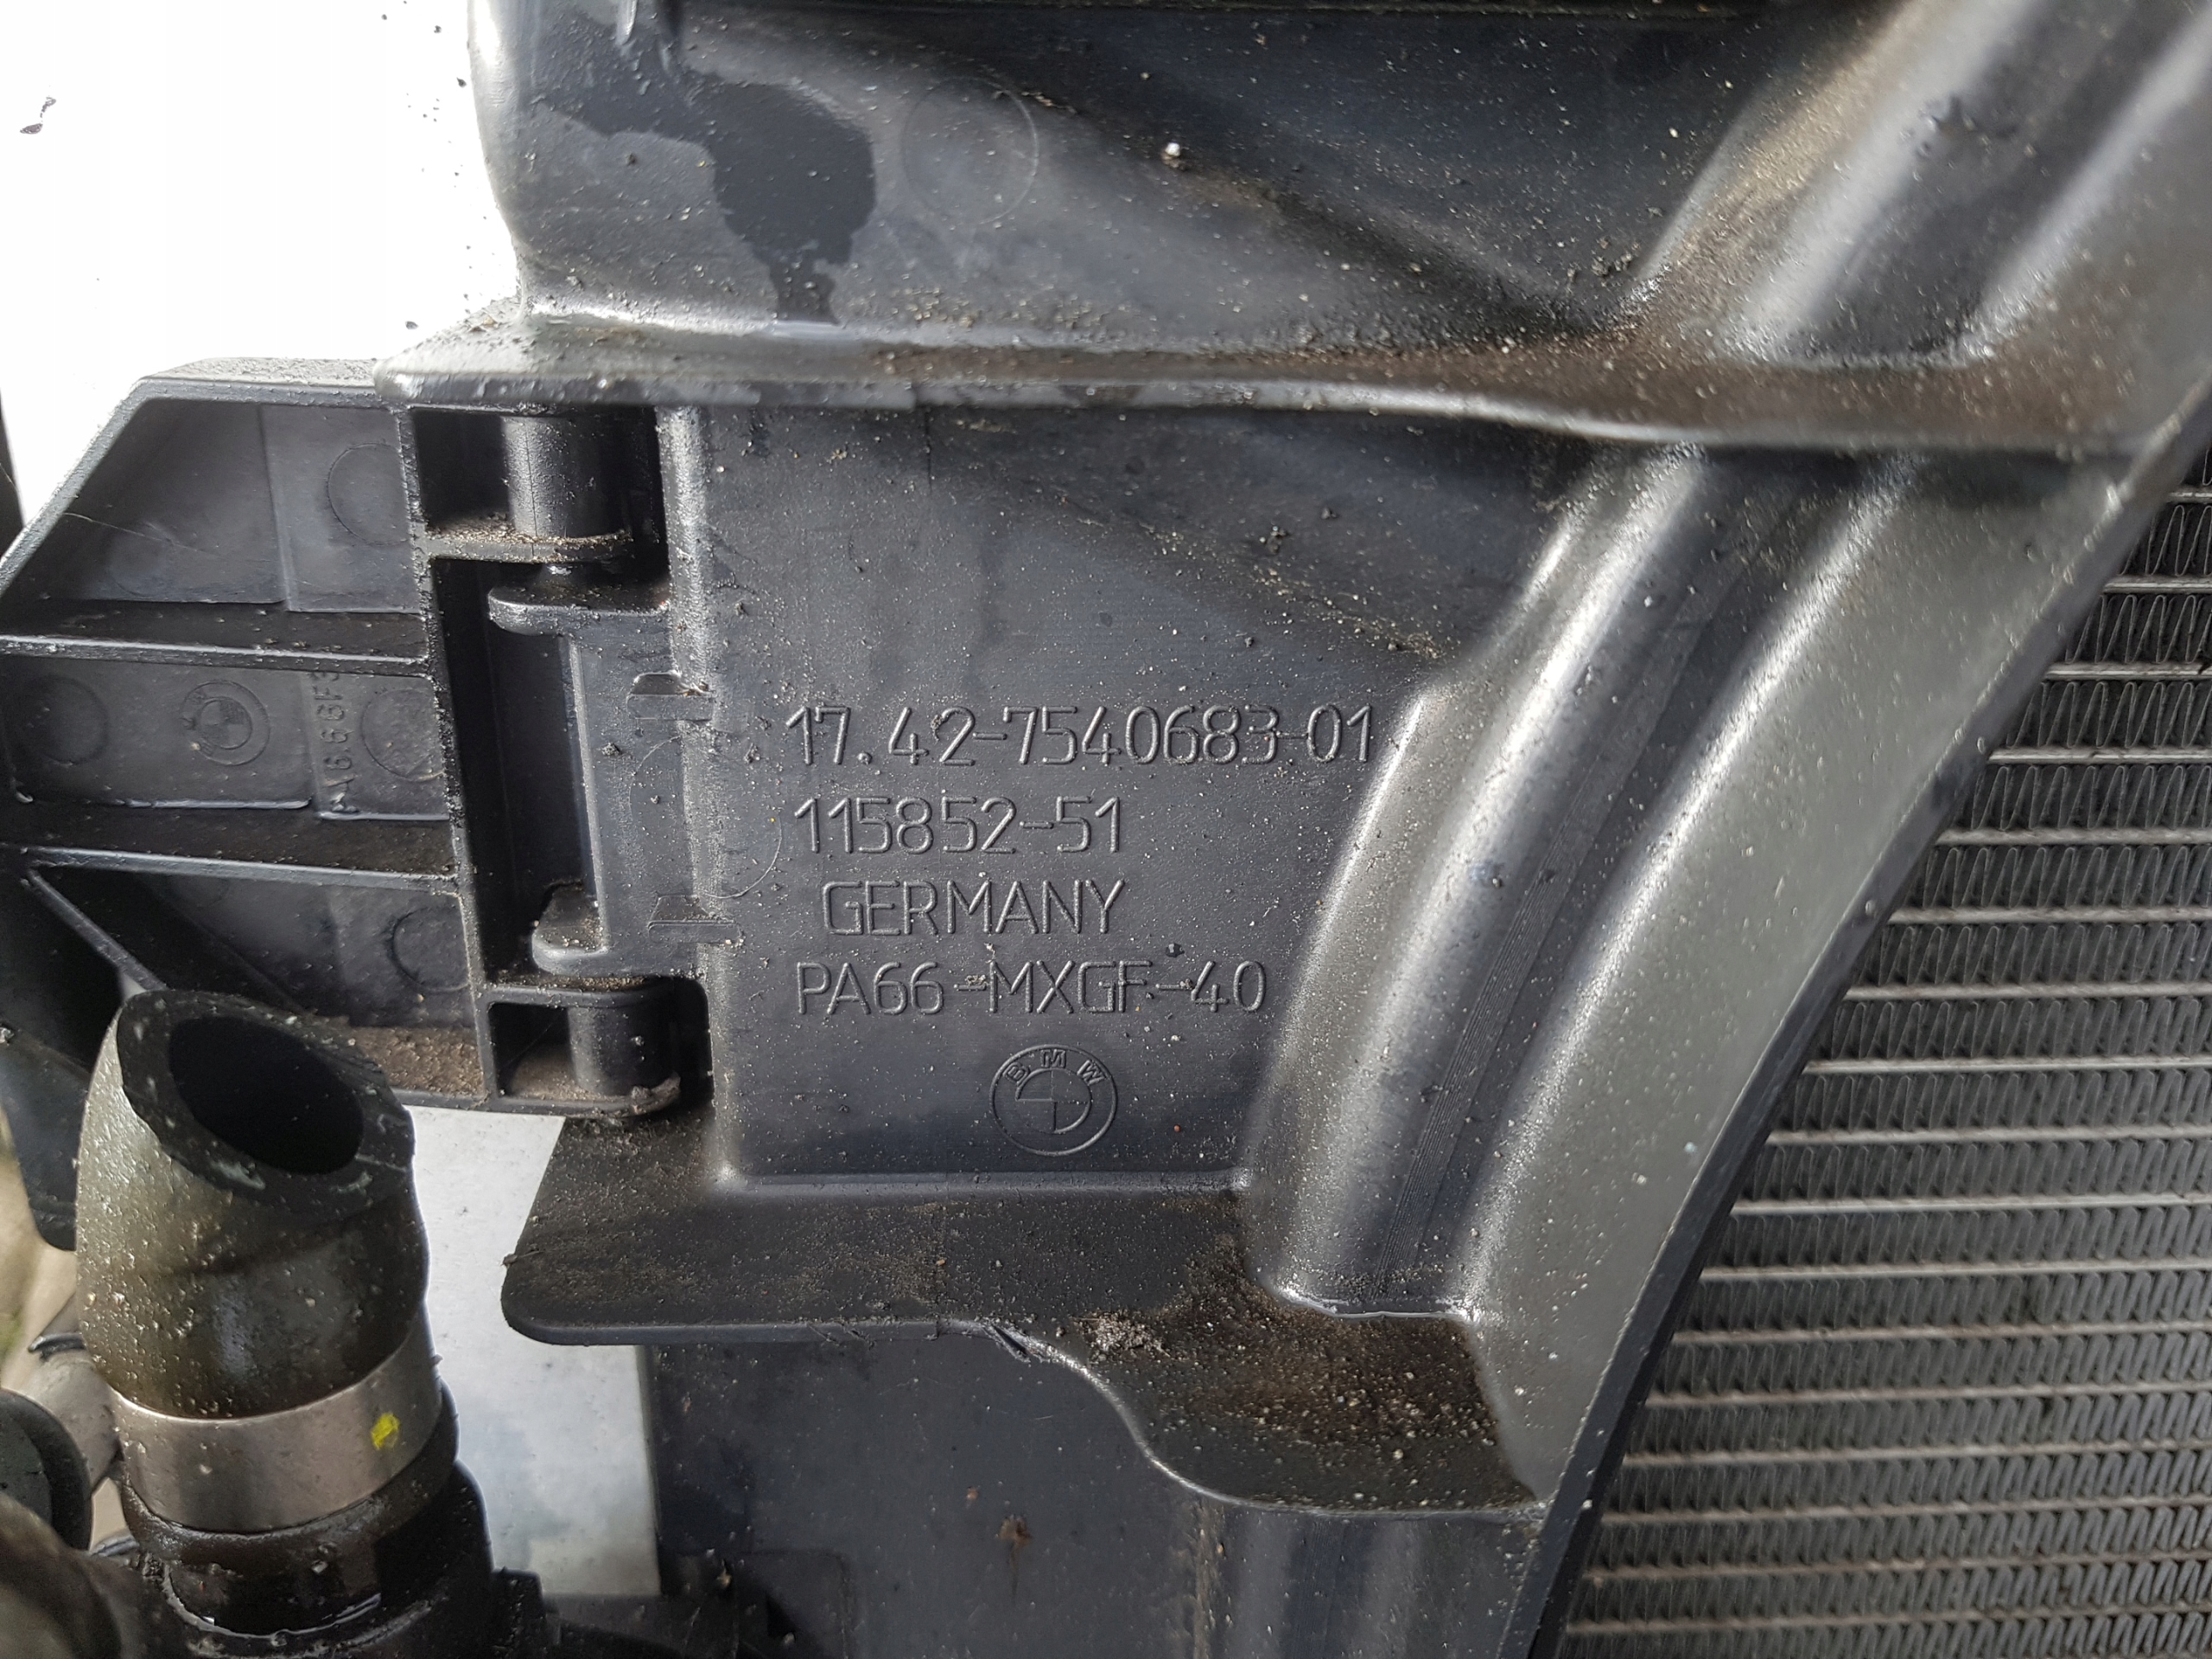 17.42-7540683-01
115852-51
GERMANY
PA66-MXGF-40
BMW